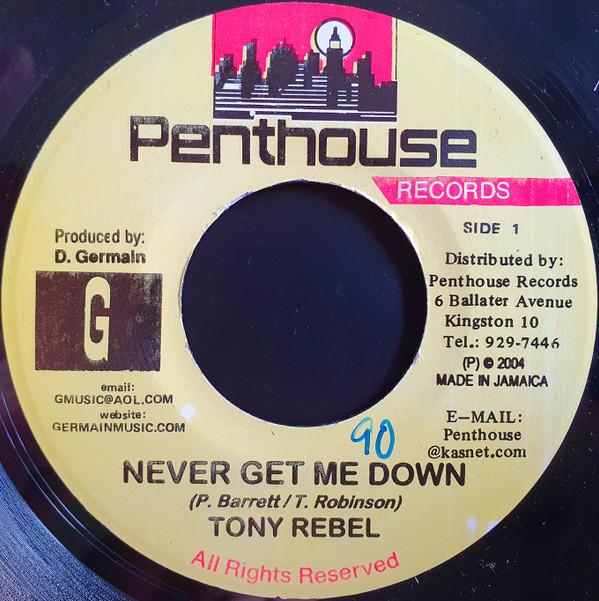 Penthouse
RECORDS
SIDE 1
Produced by:
D. Germain
G
email:
GMUSIC@AOL.COM
website:
GERMAINMUSIC.COM
Distributed by:
Penthouse Records
6 Ballater Avenue
Kingston 10
Tel.: 929-7446
(P) © 2004
MADE IN JAMAICA
E-MAIL:
Penthouse
@kasnet.com
90
NEVER GET ME DOWN
(P. Barrett / T. Robinson)
TONY REBEL
All Rights Reserved